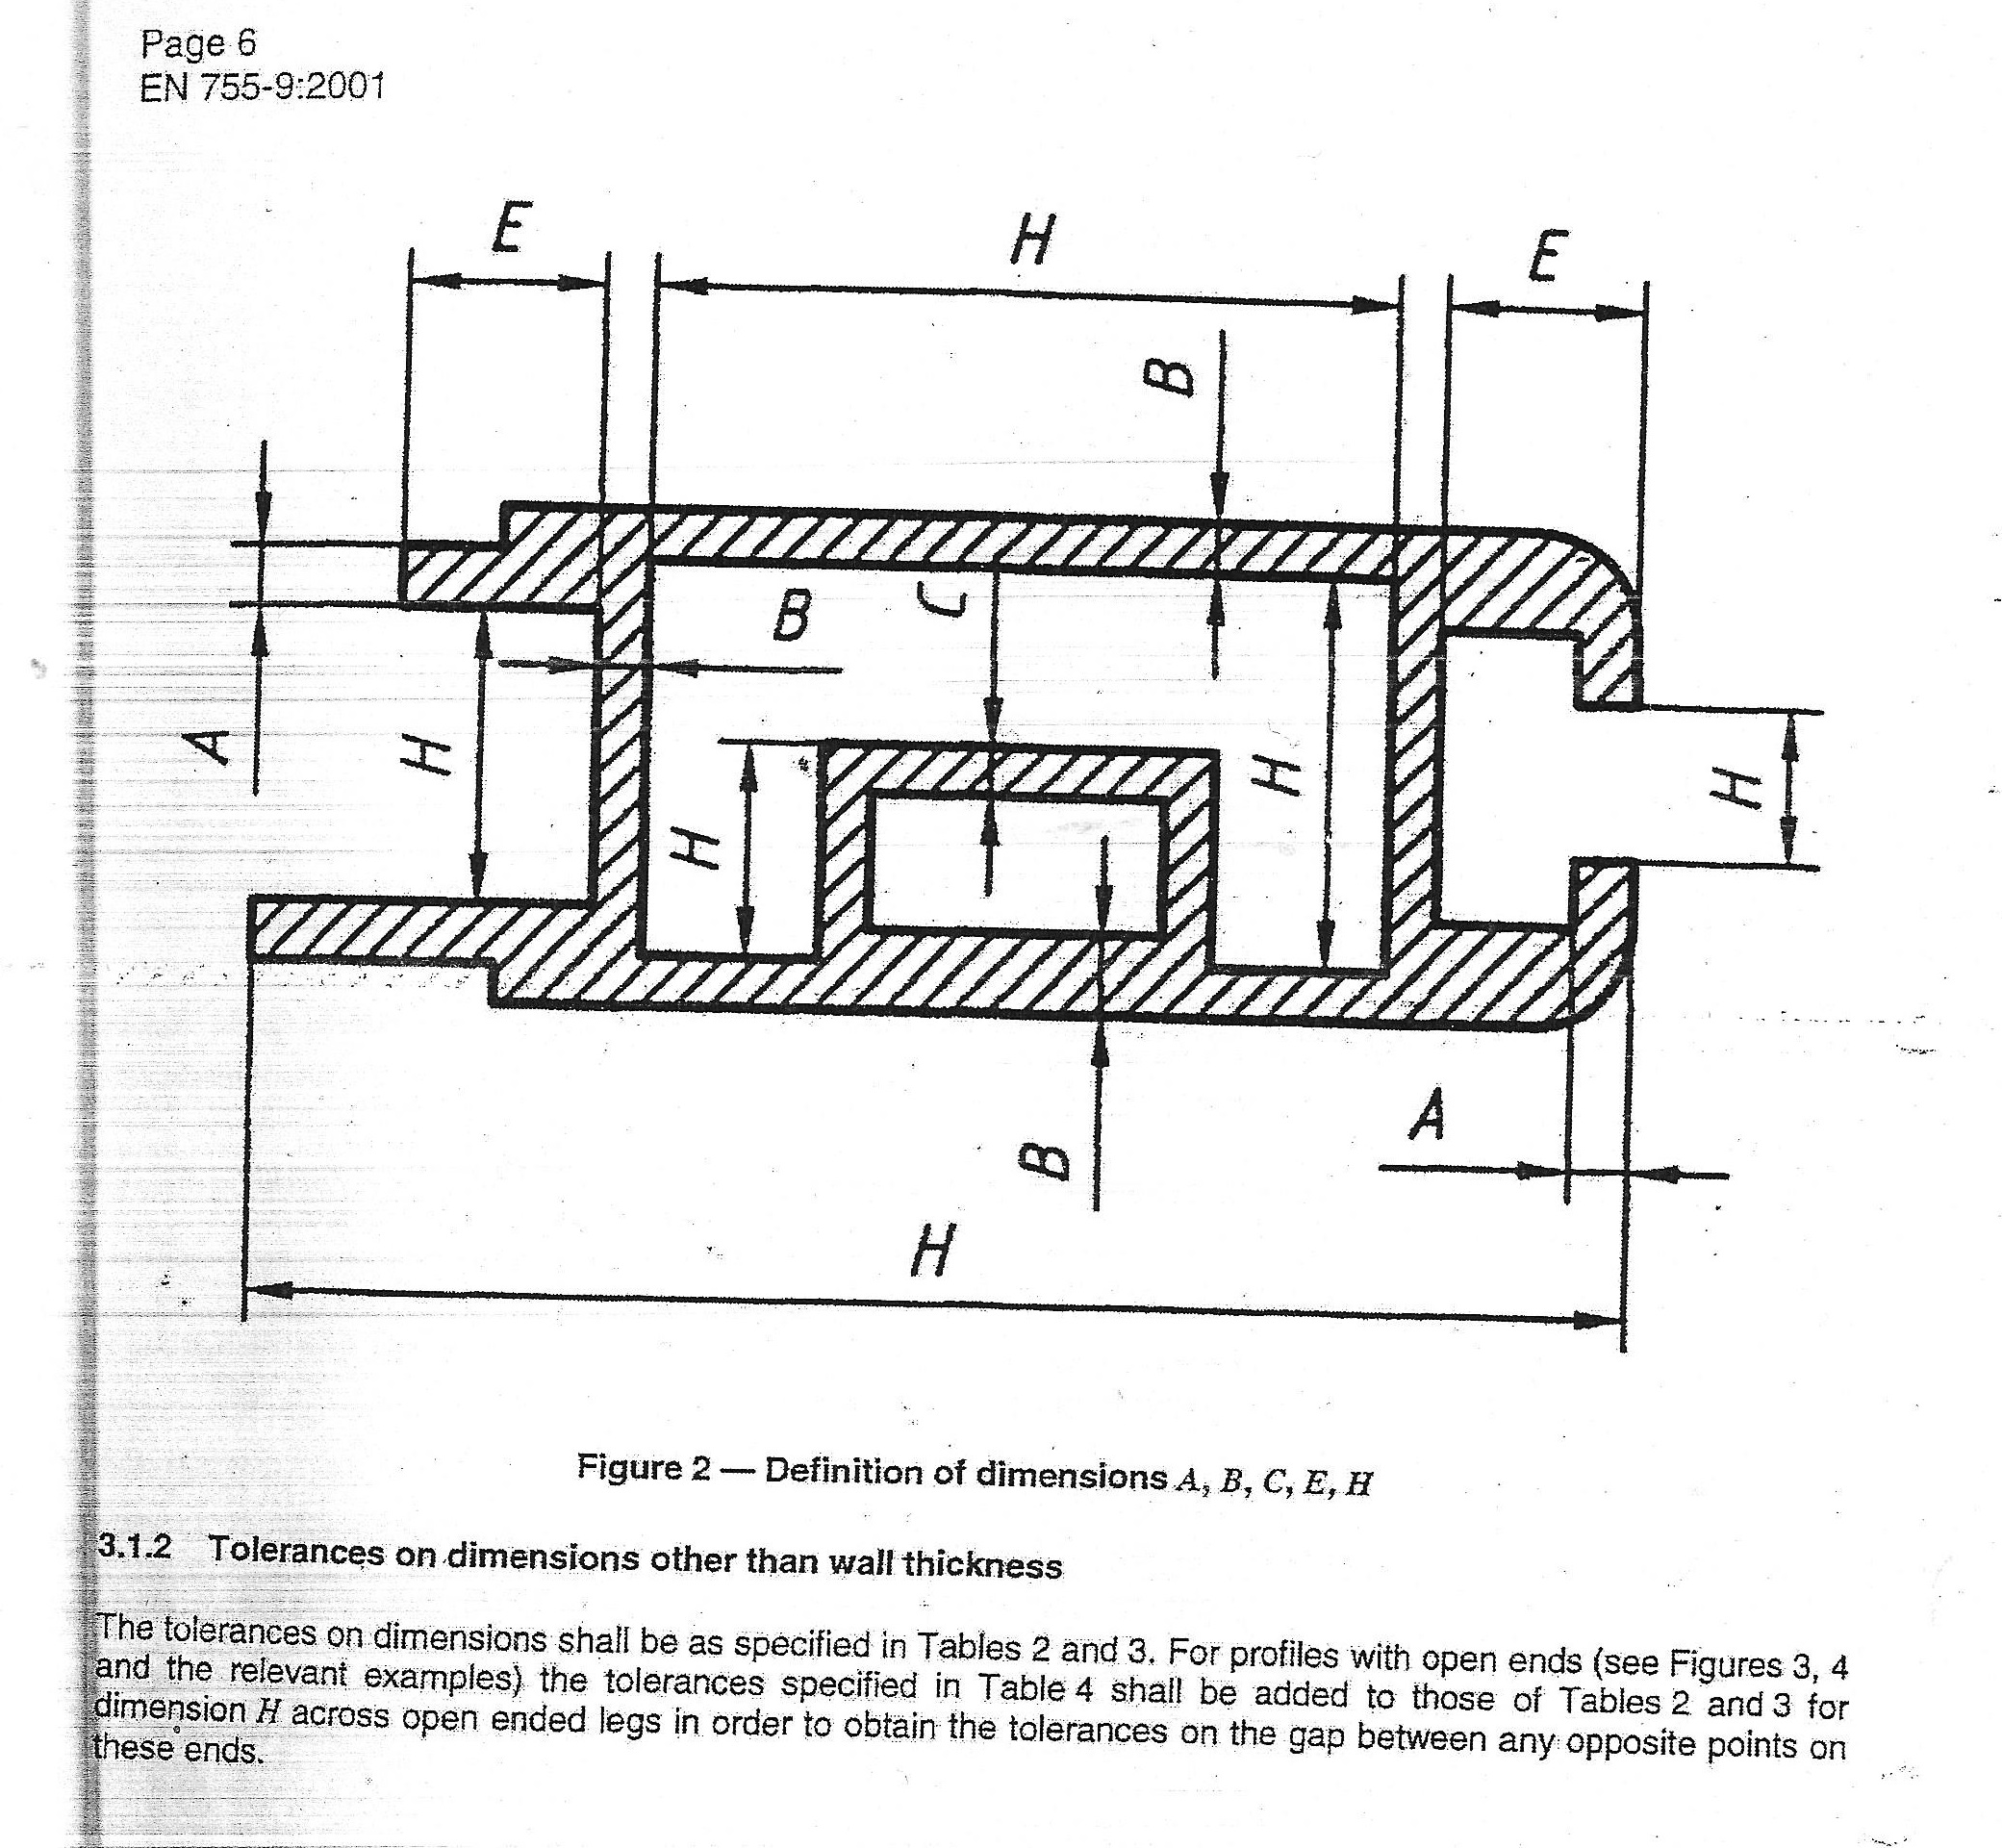 Page 6
EN 755-9:2001
E
H
E
B
B
C
A
H
H
H
H
A
B
H
Figure 2 — Definition of dimensions A, B, C, E, H
3.1.2 Tolerances on dimensions other than wall thickness
The tolerances on dimensions shall be as specified in Tables 2 and 3. For profiles with open ends (see Figures 3, 4
and the relevant examples) the tolerances specified in Table 4 shall be added to those of Tables 2 and 3 for
dimension H across open ended legs in order to obtain the tolerances on the gap between any opposite points on
these ends.